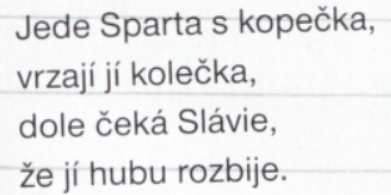 Jede Sparta s kopečka,
vrzají jí kolečka,
dole čeká Slávie,
že jí hubu rozbije.